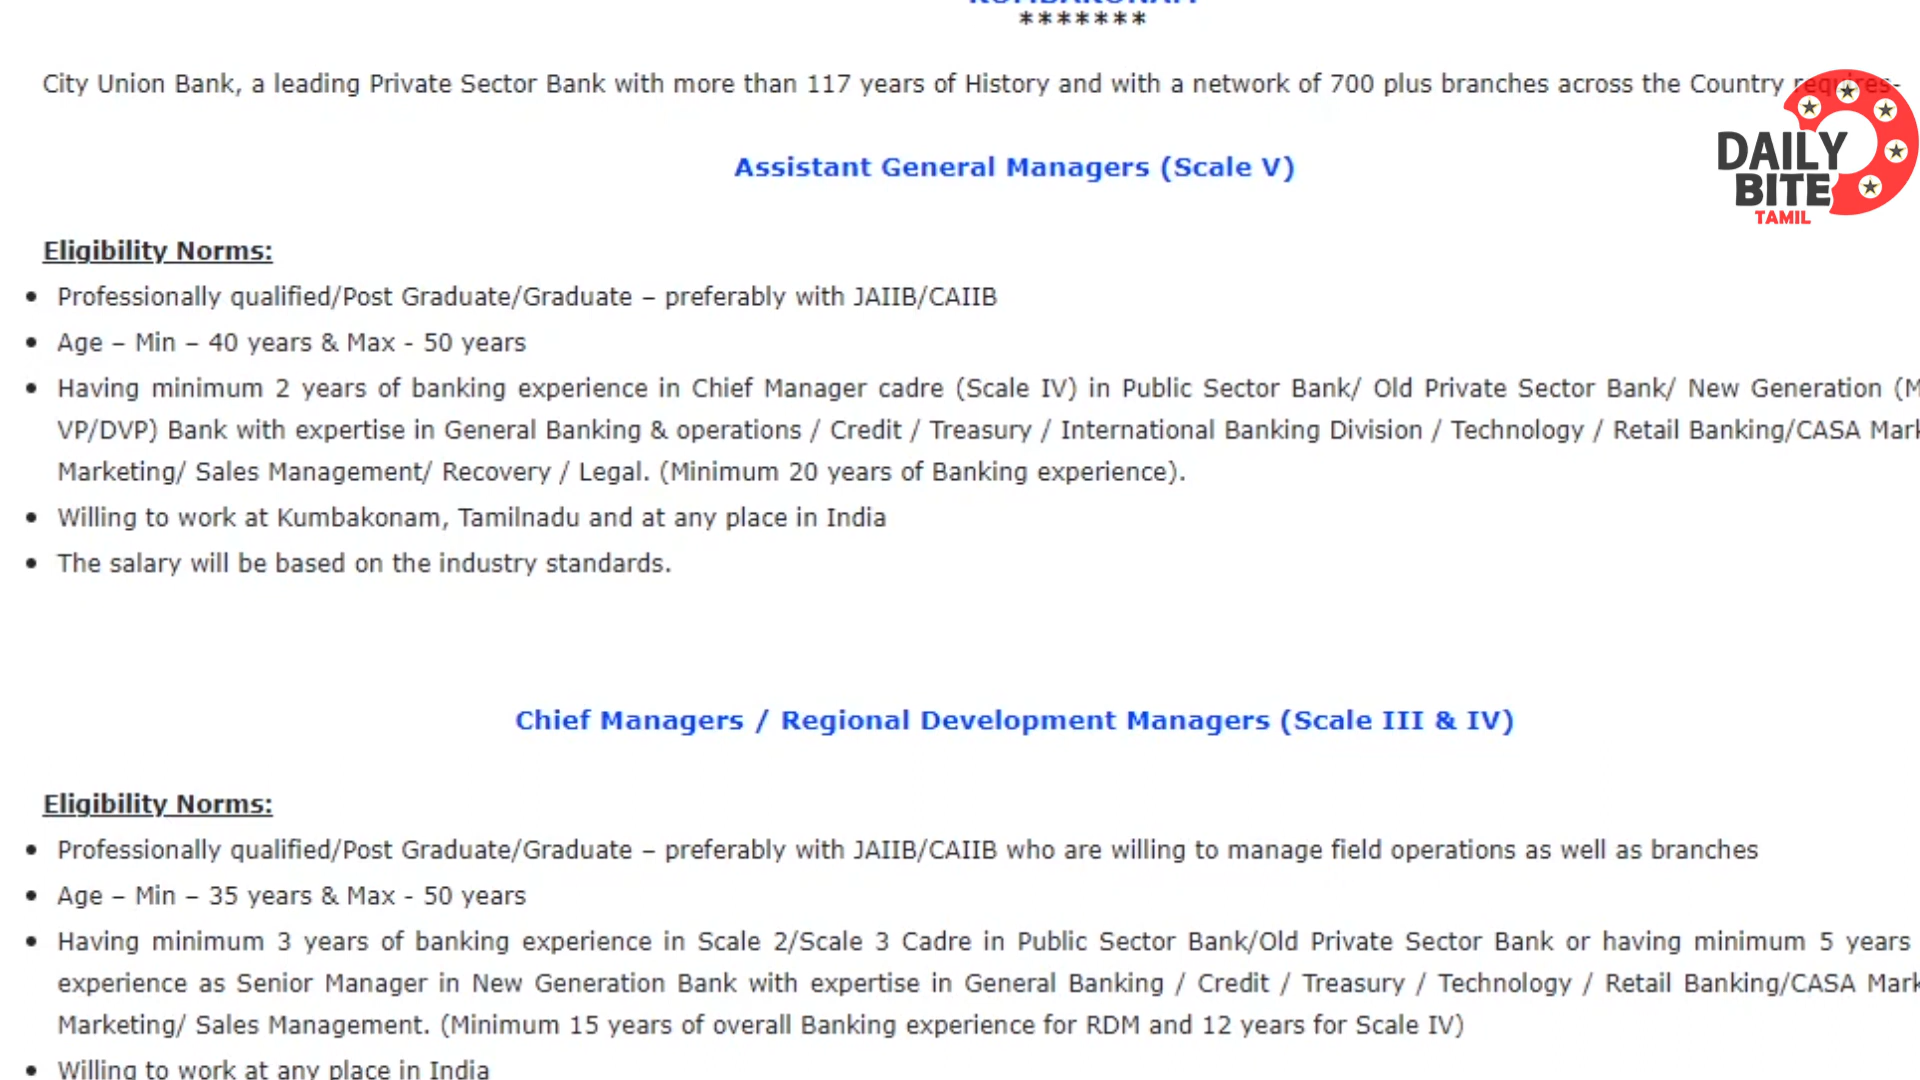 KUMBAKONAM
*******
City Union Bank, a leading Private Sector Bank with more than 117 years of History and with a network of 700 plus branches across the Country requires-
DAILY
BITE
TAMIL
Assistant General Managers (Scale V)
Eligibility Norms:
• Professionally qualified/Post Graduate/Graduate – preferably with JAIIB/CAIIB
• Age – Min – 40 years & Max - 50 years
• Having minimum 2 years of banking experience in Chief Manager cadre (Scale IV) in Public Sector Bank/ Old Private Sector Bank/ New Generation
VP/DVP) Bank with expertise in General Banking & operations / Credit / Treasury / International Banking Division / Technology / Retail Banking/CASA
Marketing/ Sales Management/ Recovery / Legal. (Minimum 20 years of Banking experience).
• Willing to work at Kumbakonam, Tamilnadu and at any place in India
• The salary will be based on the industry standards.
Chief Managers / Regional Development Managers (Scale III & IV)
Eligibility Norms:
• Professionally qualified/Post Graduate/Graduate – preferably with JAIIB/CAIIB who are willing to manage field operations as well as branches
• Age – Min – 35 years & Max - 50 years
• Having minimum 3 years of banking experience in Scale 2/Scale 3 Cadre in Public Sector Bank/Old Private Sector Bank or having minimum 5 years
experience as Senior Manager in New Generation Bank with expertise in General Banking / Credit / Treasury / Technology / Retail Banking/CASA
Marketing/ Sales Management. (Minimum 15 years of overall Banking experience for RDM and 12 years for Scale IV)
• Willing to work at any place in India